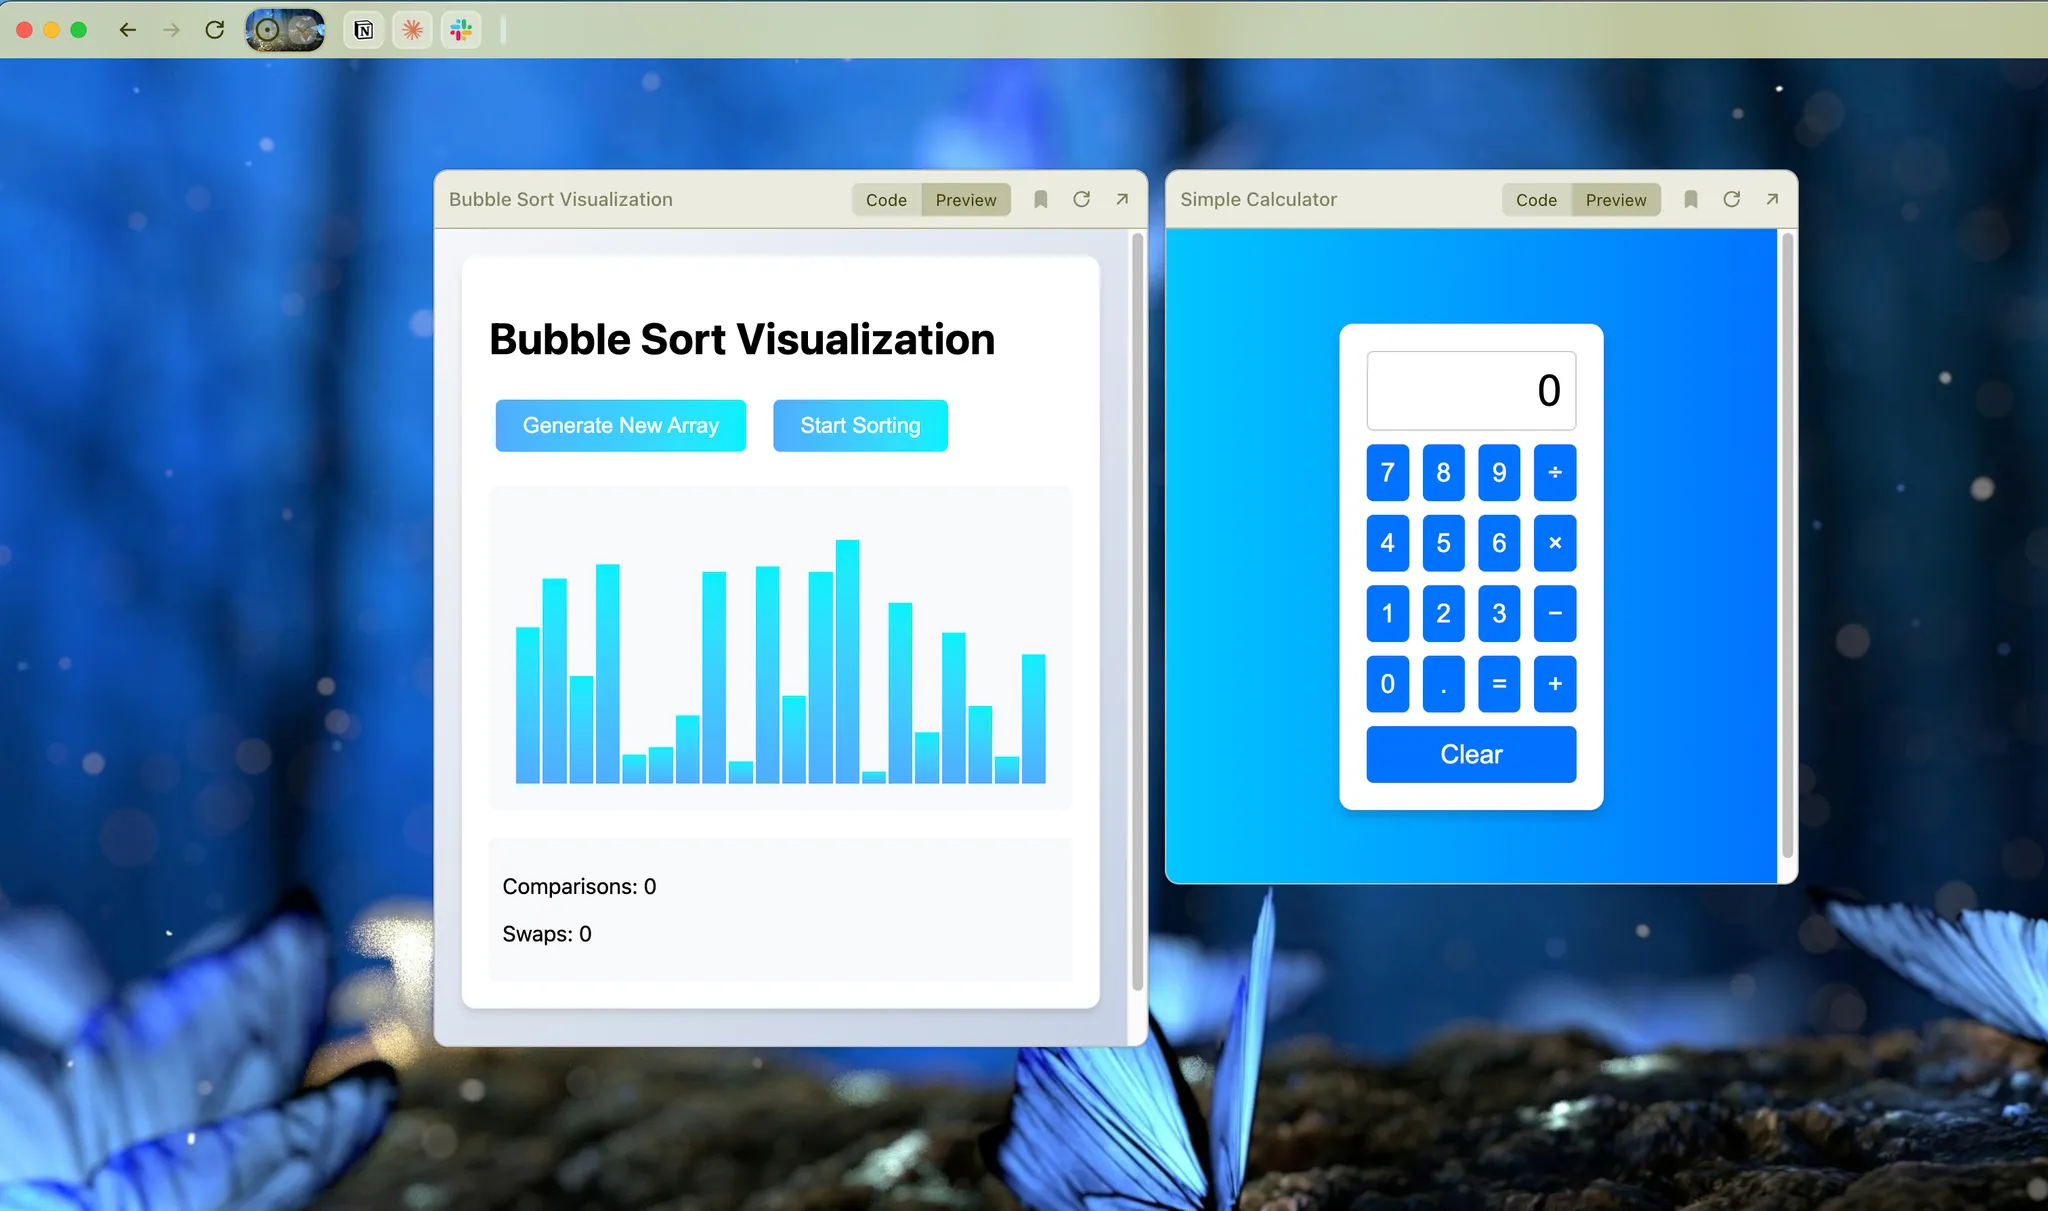 Bubble Sort Visualization
Code Preview
Bubble Sort Visualization
Generate New Array
Start Sorting
Comparisons: 0
Swaps: 0
Simple Calculator
Code Preview
0
7 8 9 ÷
4 5 6 ×
1 2 3 −
0 . = +
Clear